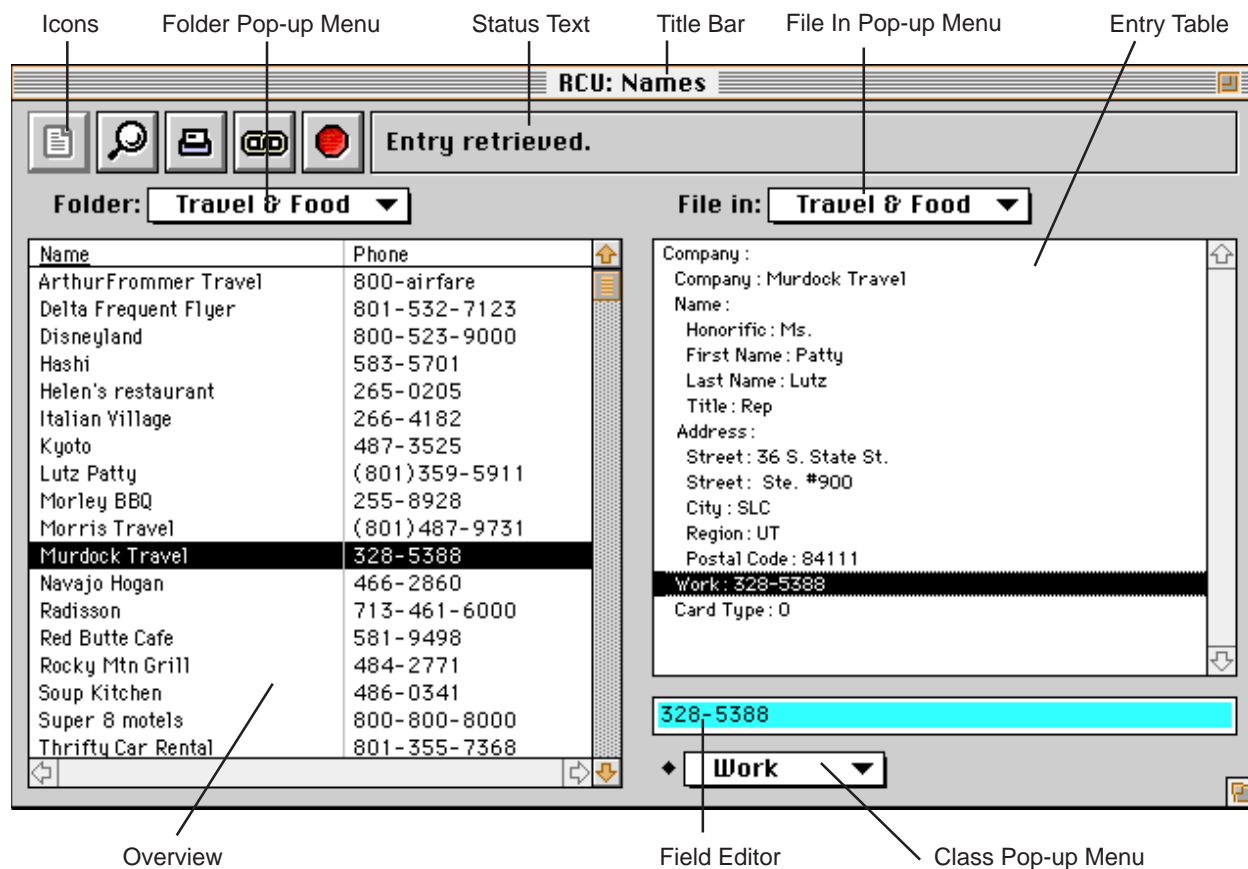 Icons Folder Pop-up Menu Status Text Title Bar File In Pop-up Menu Entry Table
RCU: Names
Entry retrieved.
Folder: Travel & Food
File in: Travel & Food
Name Phone
ArthurFrommer Travel 800-airfare
Delta Frequent Flyer 801-532-7123
Disneyland 800-523-9000
Hashi 583-5701
Helen's restaurant 265-0205
Italian Village 266-4182
Kyoto 487-3525
Lutz Patty (801)359-5911
Morley BBQ 255-8928
Morris Travel (801)487-9731
Murdock Travel 328-5388
Navajo Hogan 466-2860
Radisson 713-461-6000
Red Butte Cafe 581-9498
Rocky Mtn Grill 484-2771
Soup Kitchen 486-0341
Super 8 motels 800-800-8000
Thrifty Car Rental 801-355-7368
Company :
Company : Murdock Travel
Name :
Honorific : Ms.
First Name : Patty
Last Name : Lutz
Title : Rep
Address :
Street : 36 S. State St.
Street : Ste. #900
City : SLC
Region : UT
Postal Code : 84111
Work : 328-5388
Card Type : 0
328-5388
Work
Overview Field Editor Class Pop-up Menu